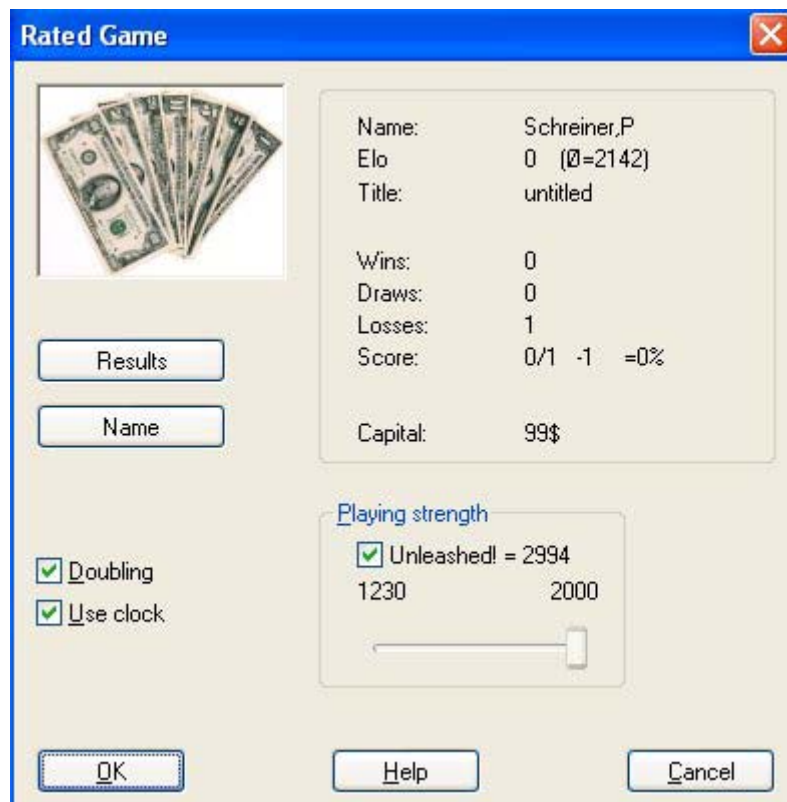 Rated Game
Name: Schreiner,P
Elo 0 (Ø=2142)
Title: untitled
Wins: 0
Draws: 0
Losses: 1
Score: 0/1 -1 =0%
Capital: 99$
Results
Name
Playing strength
Unleashed! = 2994
1230 2000
Doubling
Use clock
OK Help Cancel